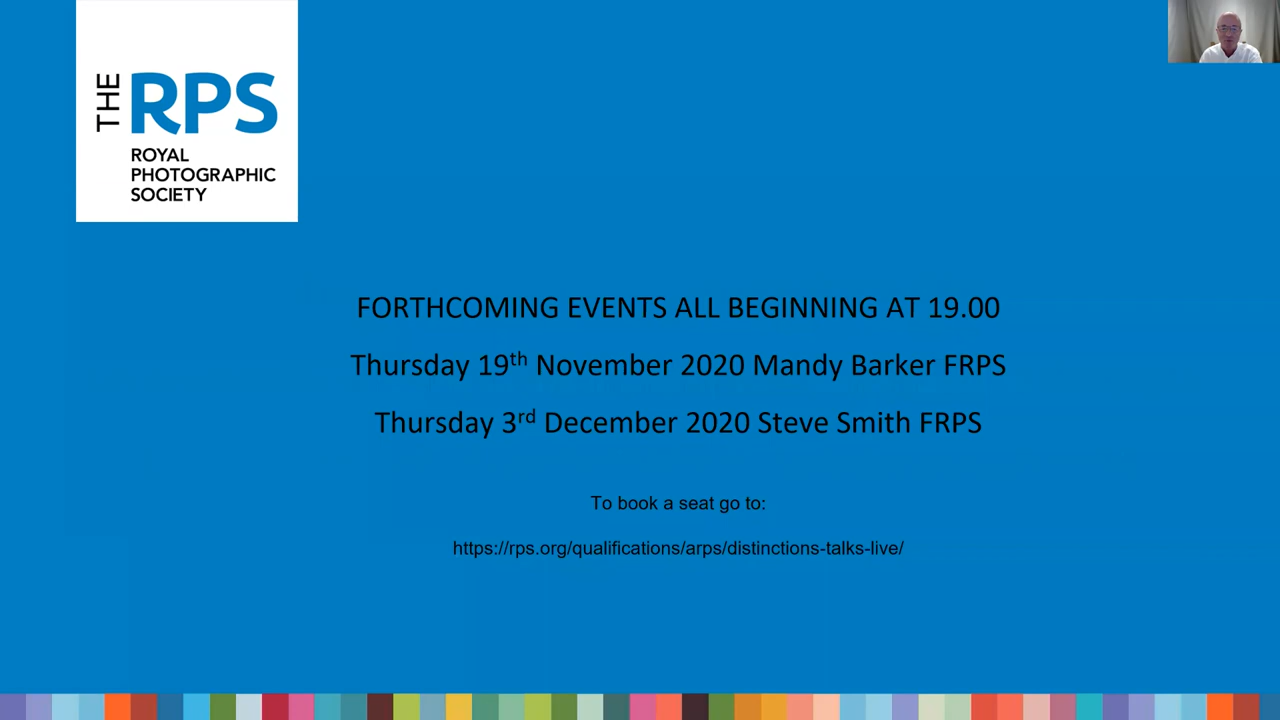 THE RPS
ROYAL
PHOTOGRAPHIC
SOCIETY
FORTHCOMING EVENTS ALL BEGINNING AT 19.00
Thursday 19th November 2020 Mandy Barker FRPS
Thursday 3rd December 2020 Steve Smith FRPS
To book a seat go to:
https://rps.org/qualifications/arps/distinctions-talks-live/